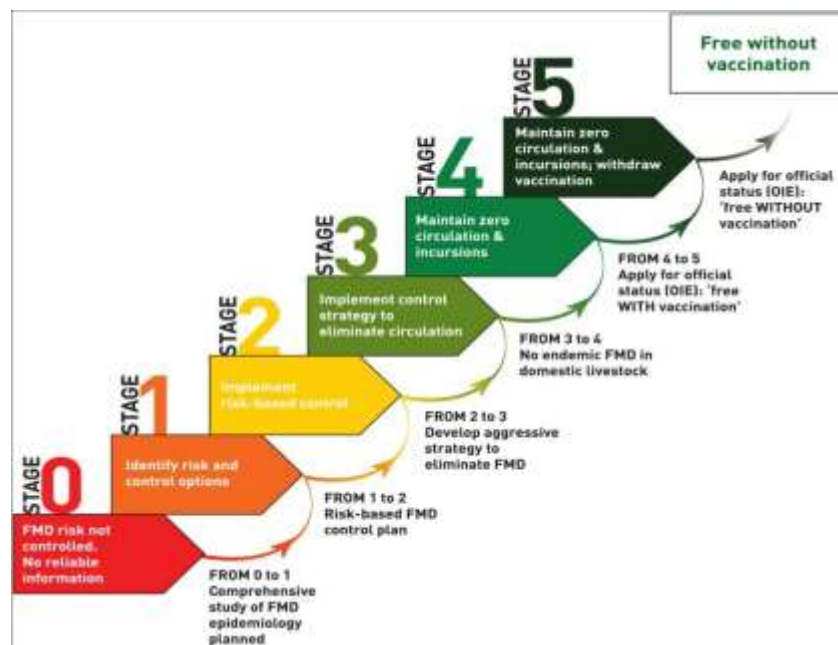 Free without
vaccination
STAGE 5
Maintain zero
circulation &
incursions; withdraw
vaccination
Apply for official
status (OIE):
'free WITHOUT
vaccination'
STAGE 4
Maintain zero
circulation &
incursions
FROM 4 to 5
Apply for official
status (OIE): 'free
WITH vaccination'
STAGE 3
Implement control
strategy to
eliminate circulation
FROM 3 to 4
No endemic FMD in
domestic livestock
STAGE 2
Implement
risk-based control
FROM 2 to 3
Develop aggressive
strategy to
eliminate FMD
STAGE 1
Identify risk and
control options
FROM 1 to 2
Risk-based FMD
control plan
STAGE 0
FMD risk not
controlled.
No reliable
information
FROM 0 to 1
Comprehensive
study of FMD
epidemiology
planned